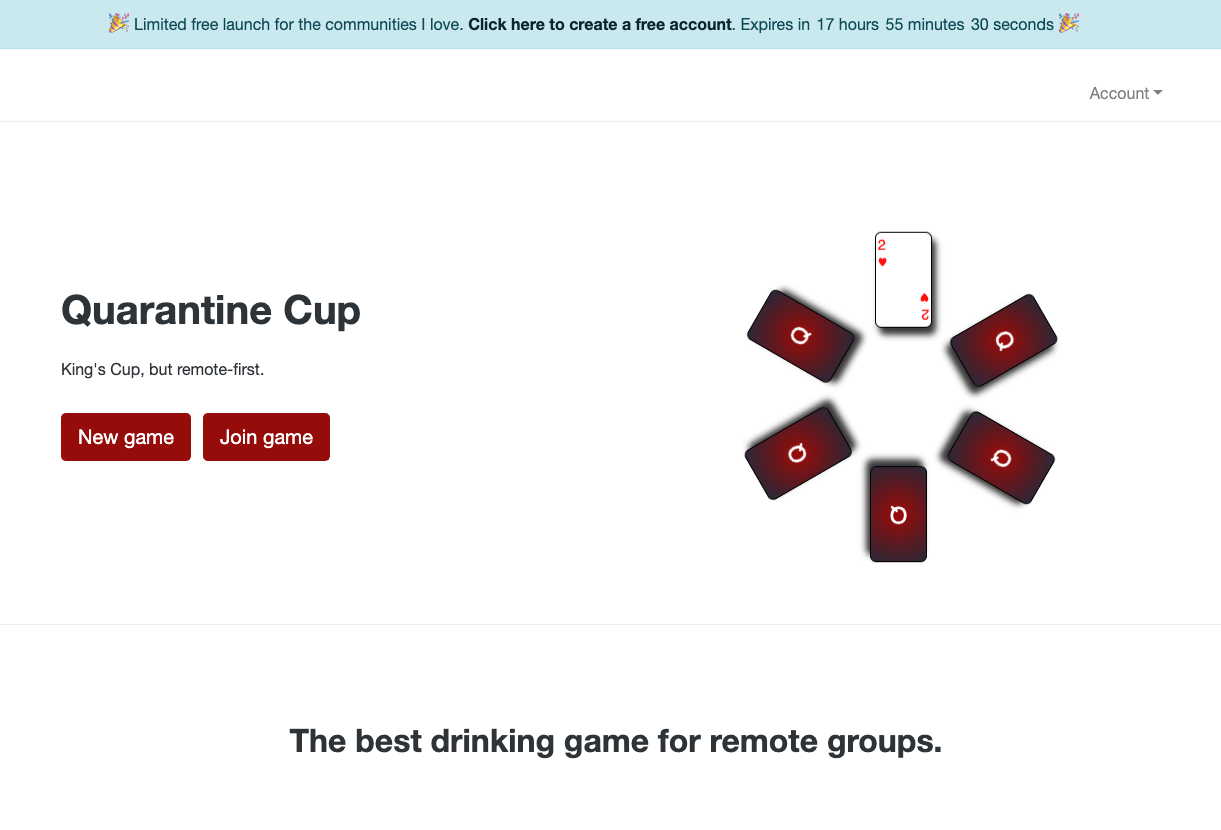 🎉 Limited free launch for the communities I love. Click here to create a free account. Expires in 17 hours 55 minutes 30 seconds 🎉
Account
2
♥
♥
2
Q
Q
Quarantine Cup
King's Cup, but remote-first.
New game Join game
Q
Q
Q
The best drinking game for remote groups.